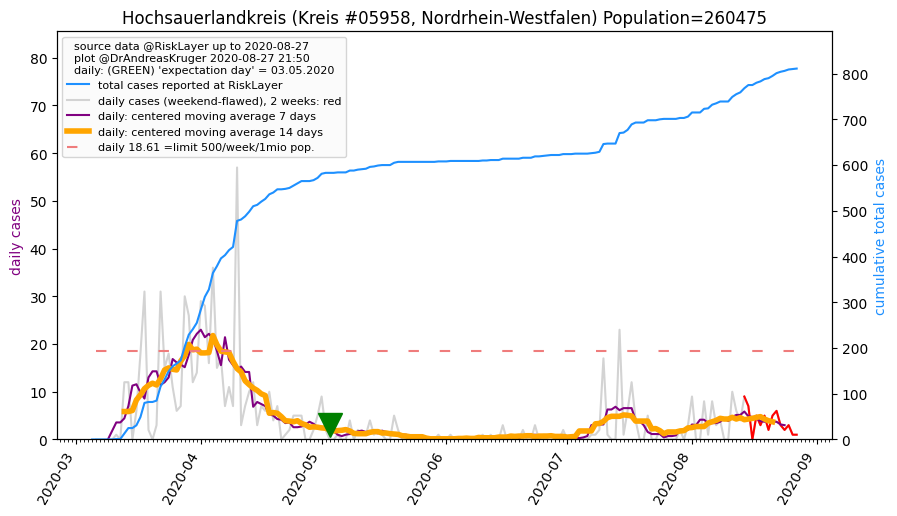 Hochsauerlandkreis (Kreis #05958, Nordrhein-Westfalen) Population=260475
source data @RiskLayer up to 2020-08-27
plot @DrAndreasKruger 2020-08-27 21:50
daily: (GREEN) 'expectation day' = 03.05.2020
total cases reported at RiskLayer
daily cases (weekend-flawed), 2 weeks: red
daily: centered moving average 7 days
daily: centered moving average 14 days
daily 18.61 =limit 500/week/1mio pop.
daily cases
80
70
60
50
40
30
20
10
0
cumulative total cases
800
700
600
500
400
300
200
100
0
2020-03
2020-04
2020-05
2020-06
2020-07
2020-08
2020-09